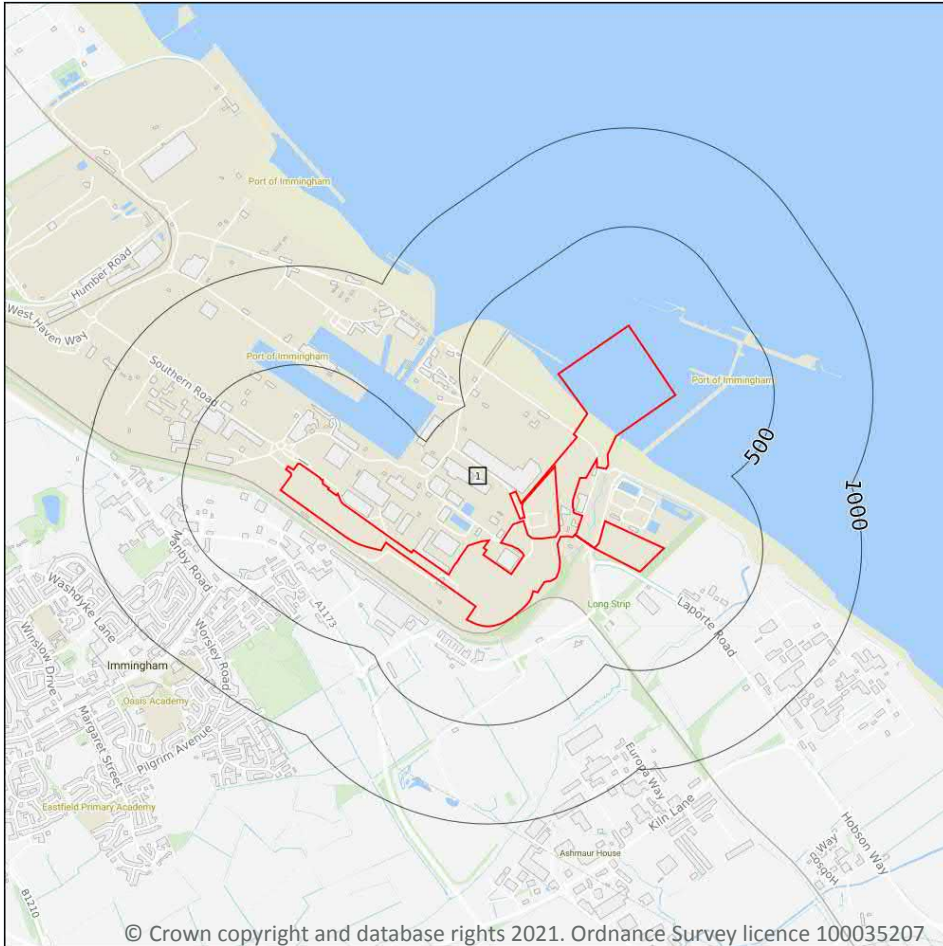 Port of Immingham
Humber Road
West Haven Way
Port of Immingham
Southern Road
Port of Immingham
500
1000
1
Manby Road
A1173
Long Strip
Laporte Road
Washdyke Lane
Winslow Drive
Worsley Road
Immingham
Oasis Academy
Margaret Street
Pilgrim Avenue
Europa Way
Kiln Lane
Eastfield Primary Academy
Ashmaur House
Hobson Way
Hobson Way
B1210
© Crown copyright and database rights 2021. Ordnance Survey licence 100035207